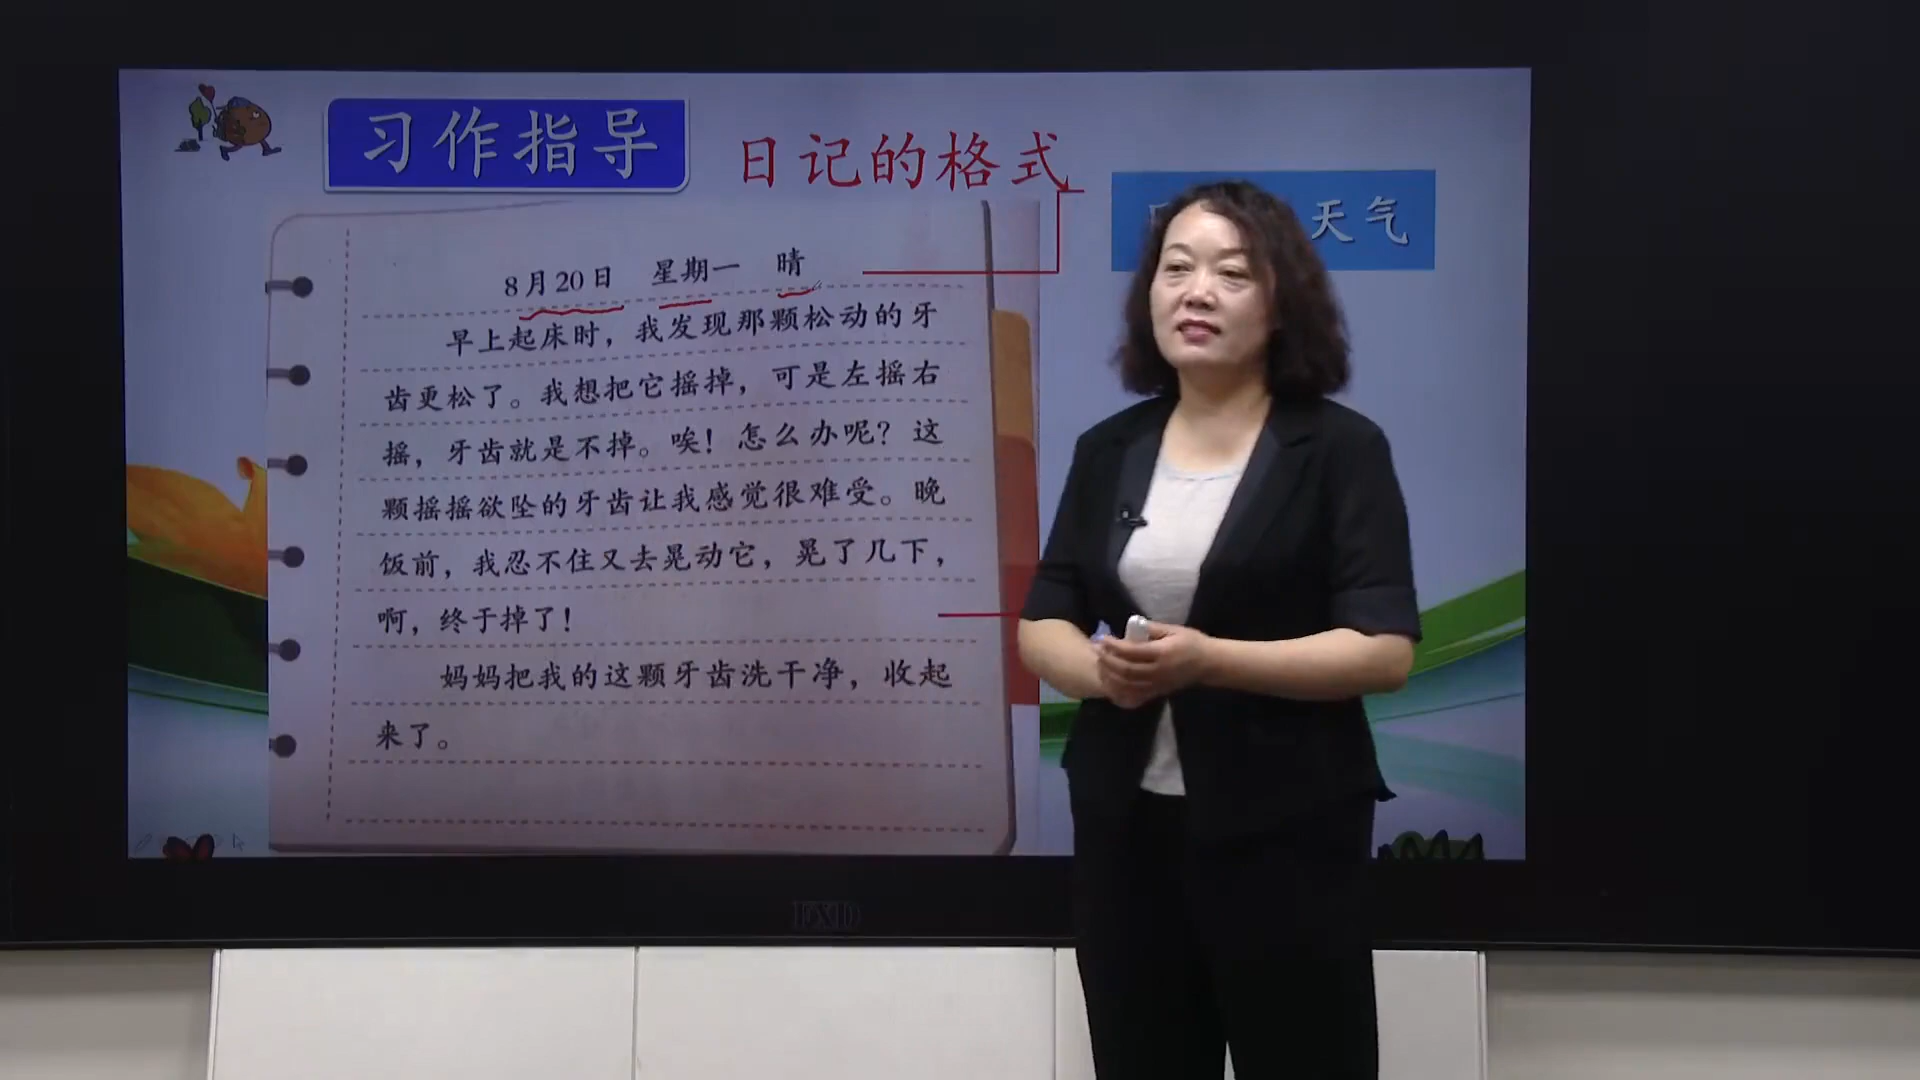 习作指导
日记的格式
天气
8月20日 星期一 晴
早上起床时，我发现那颗松动的牙
齿更松了。我想把它摇掉，可是左摇右
摇，牙齿就是不掉。唉！怎么办呢？这
颗摇摇欲坠的牙齿让我感觉很难受。晚
饭前，我忍不住又去晃动它，晃了几下，
啊，终于掉了！
妈妈把我的这颗牙齿洗干净，收起
来了。